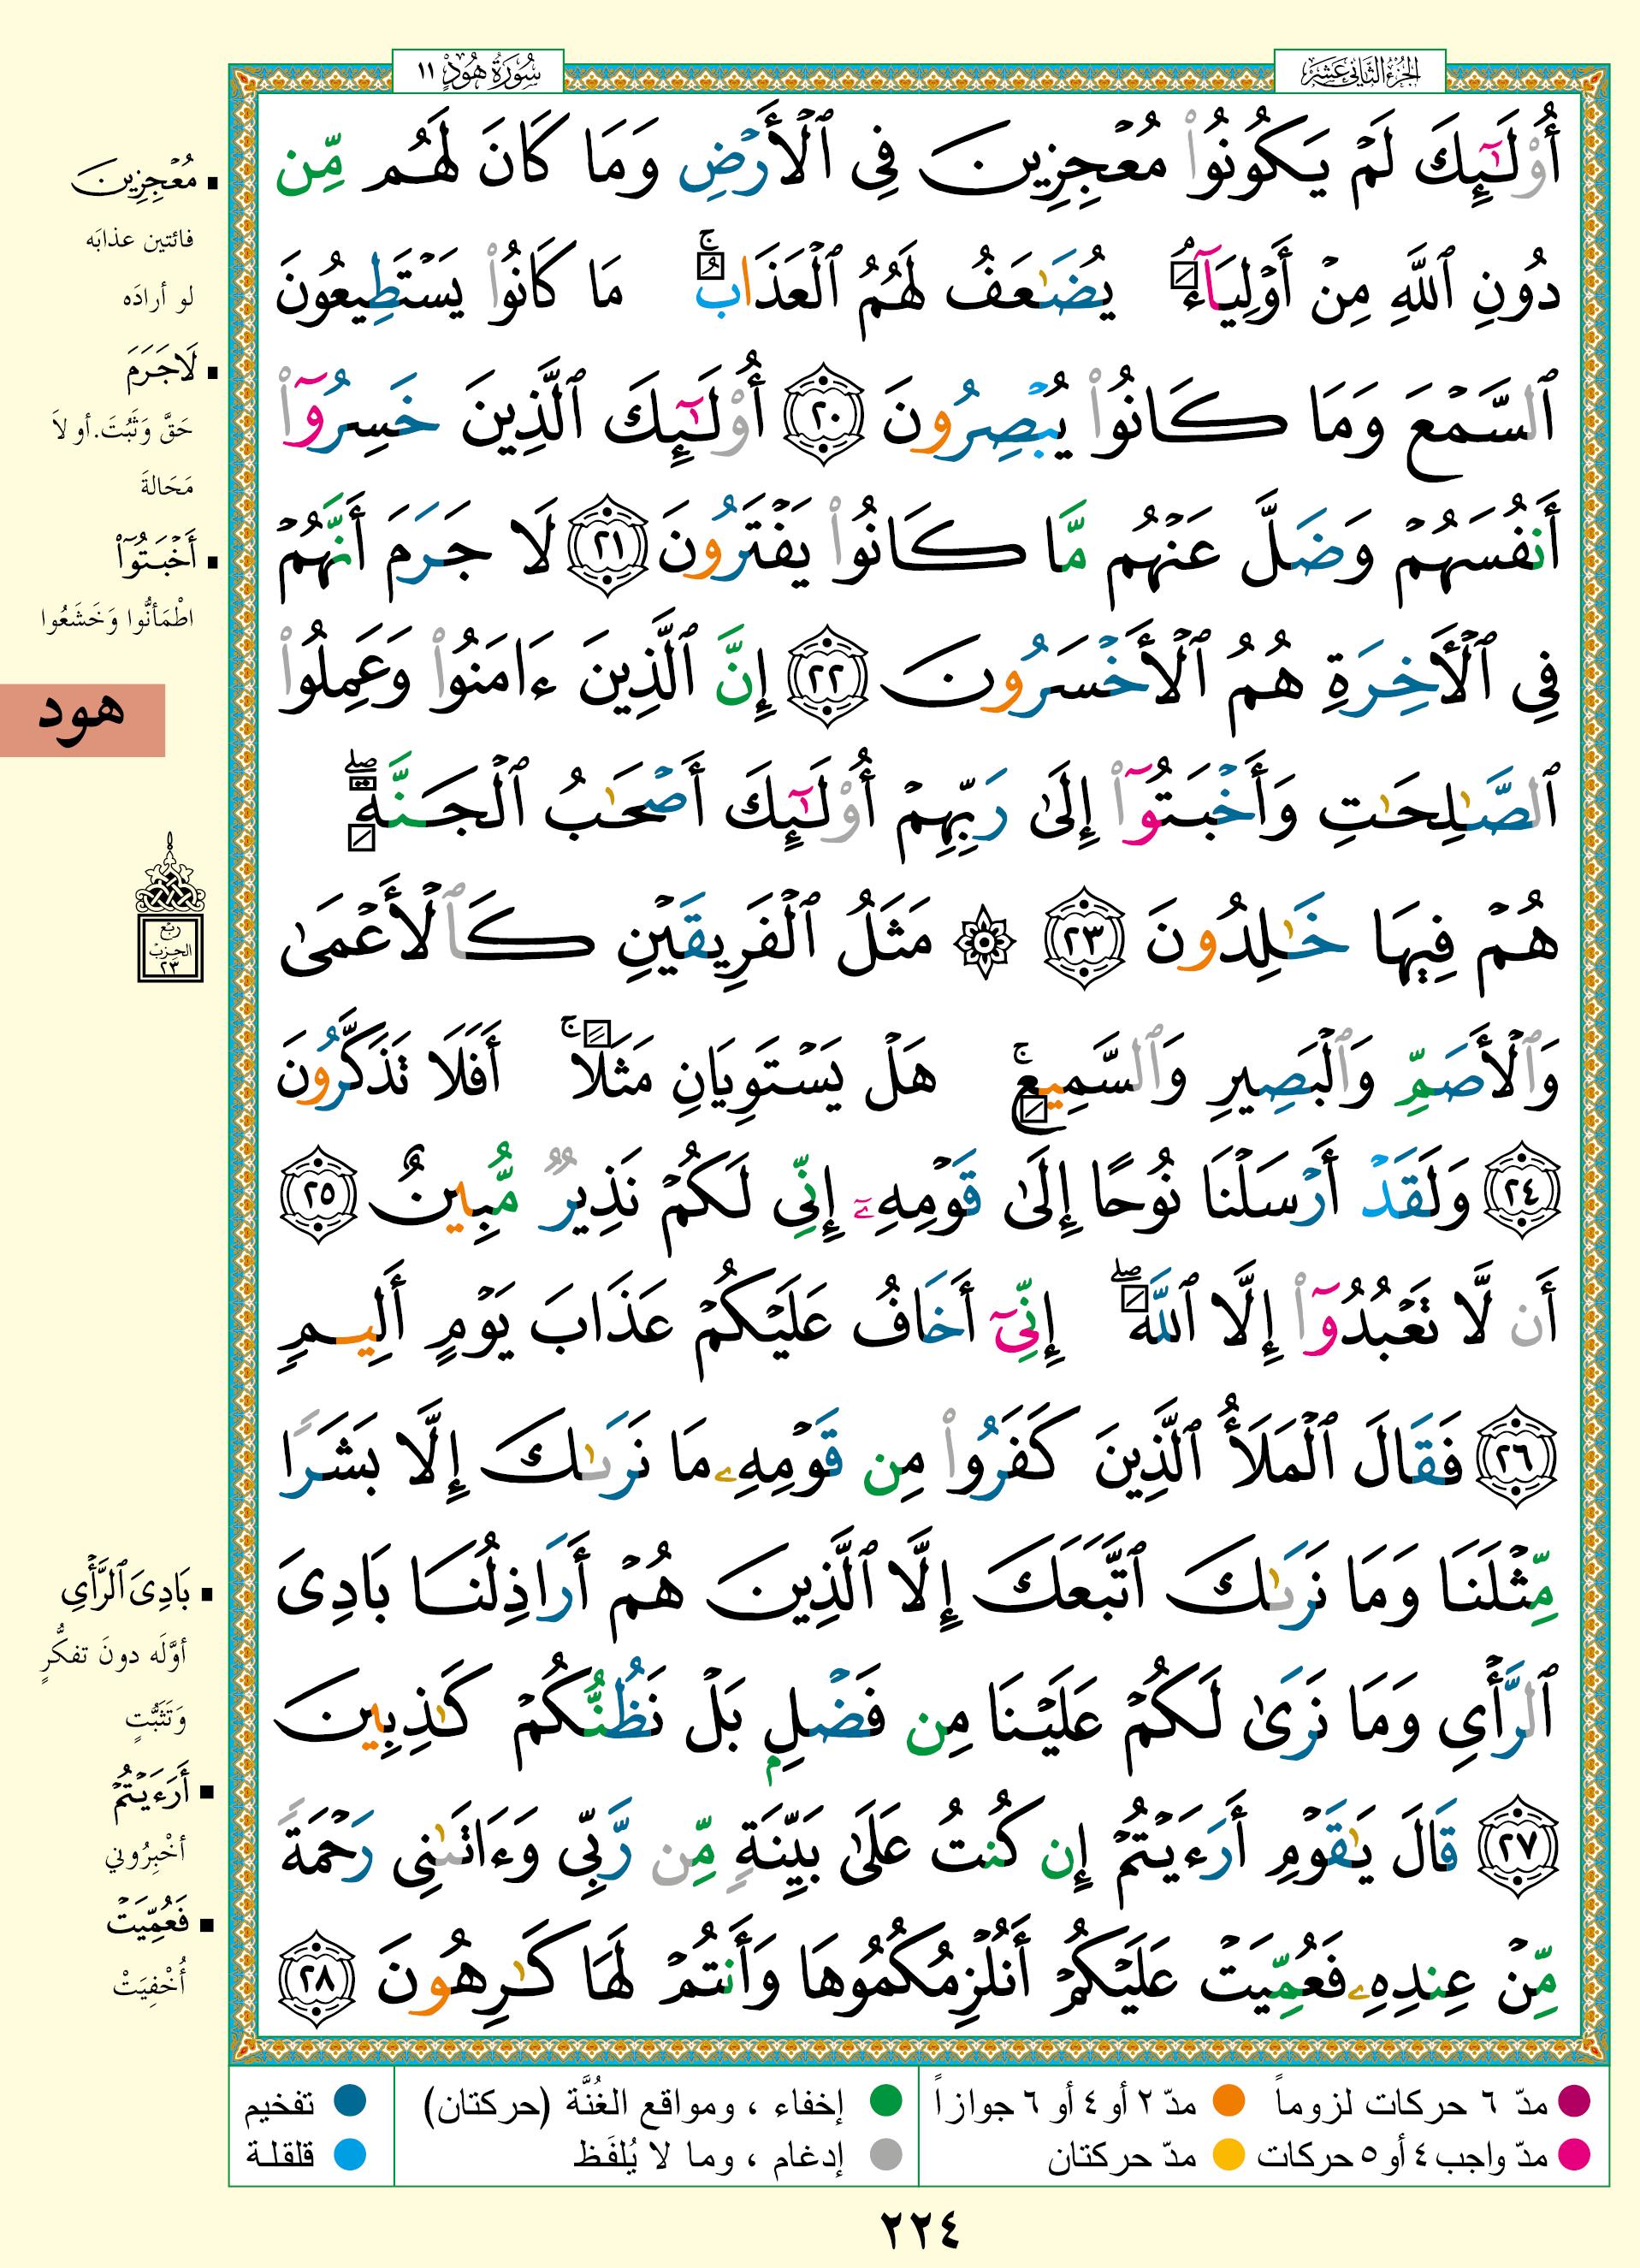 الجزء الثاني عشر
سورة هود ١١
أُوْلَٰٓئِكَ لَمْ يَكُونُوا۟ مُعْجِزِينَ فِى ٱلْأَرْضِ وَمَا كَانَ لَهُم مِّن
دُونِ ٱللَّهِ مِنْ أَوْلِيَآءَ ۘ يُضَٰعَفُ لَهُمُ ٱلْعَذَابُ ۚ مَا كَانُوا۟ يَسْتَطِيعُونَ
ٱلسَّمْعَ وَمَا كَانُوا۟ يُبْصِرُونَ ٢٠ أُو۟لَٰٓئِكَ ٱلَّذِينَ خَسِرُوٓا۟
أَنفُسَهُمْ وَضَلَّ عَنْهُم مَّا كَانُوا۟ يَفْتَرُونَ ٢١ لَا جَرَمَ أَنَّهُمْ
فِى ٱلْأَخِرَةِ هُمُ ٱلْأَخْسَرُونَ ٢٢ إِنَّ ٱلَّذِينَ ءَامَنُوا۟ وَعَمِلُوا۟
ٱلصَّٰلِحَٰتِ وَأَخْبَتُوٓا۟ إِلَىٰ رَبِّهِمْ أُو۟لَٰٓئِكَ أَصْحَٰبُ ٱلْجَنَّةِ ۖ
هُمْ فِيهَا خَٰلِدُونَ ٢٣ ۞ مَثَلُ ٱلْفَرِيقَيْنِ كَٱلْأَعْمَىٰ
وَٱلْأَصَمِّ وَٱلْبَصِيرِ وَٱلسَّمِيعِ ۚ هَلْ يَسْتَوِيَانِ مَثَلًا ۚ أَفَلَا تَذَكَّرُونَ
٢٤ وَلَقَدْ أَرْسَلْنَا نُوحًا إِلَىٰ قَوْمِهِۦٓ إِنِّى لَكُمْ نَذِيرٌ مُّبِينٌ ٢٥
أَن لَّا تَعْبُدُوٓا۟ إِلَّا ٱللَّهَ ۖ إِنِّىٓ أَخَافُ عَلَيْكُمْ عَذَابَ يَوْمٍ أَلِيمٍ
٢٦ فَقَالَ ٱلْمَلَأُ ٱلَّذِينَ كَفَرُوا۟ مِن قَوْمِهِۦ مَا نَرَىٰكَ إِلَّا بَشَرًا
مِّثْلَنَا وَمَا نَرَىٰكَ ٱتَّبَعَكَ إِلَّا ٱلَّذِينَ هُمْ أَرَاذِلُنَا بَادِىَ
ٱلرَّأْىِ وَمَا نَرَىٰ لَكُمْ عَلَيْنَا مِن فَضْلٍۭ بَلْ نَظُنُّكُمْ كَٰذِبِينَ
٢٧ قَالَ يَٰقَوْمِ أَرَءَيْتُمْ إِن كُنتُ عَلَىٰ بَيِّنَةٍ مِّن رَّبِّى وَءَاتَىٰنِى رَحْمَةً
مِّنْ عِندِهِۦ فَعُمِّيَتْ عَلَيْكُمْ أَنُلْزِمُكُمُوهَا وَأَنتُمْ لَهَا كَٰرِهُونَ ٢٨
مُعْجِزِينَ
فائتين عذابَه
لو أرادَه
لَاجَرَمَ
حَقَّ وَثَبُتَ. أو لاَ
مَحَالةَ
أَخْبَتُوٓا۟
اطْمَأنُّوا وَخَشَعُوا
هود
ربع
الحزب
٢٣
بَادِىَ ٱلرَّأْىِ
أوَّلَه دونَ تفكُّرٍ
وَتَثَبُّتٍ
أَرَءَيْتُمْ
أخْبِرُوني
فَعُمِّيَتْ
أُخْفِيَتْ
مدّ ٦ حركات لزوماً
مدّ ٢ أو ٤ أو ٦ جوازاً
إخفاء ، ومواقع الغُنَّة (حركتان)
تفخيم
مدّ واجب ٤ أو ٥ حركات
مدّ حركتان
إدغام ، وما لا يُلفَظ
قلقلة
٢٢٤